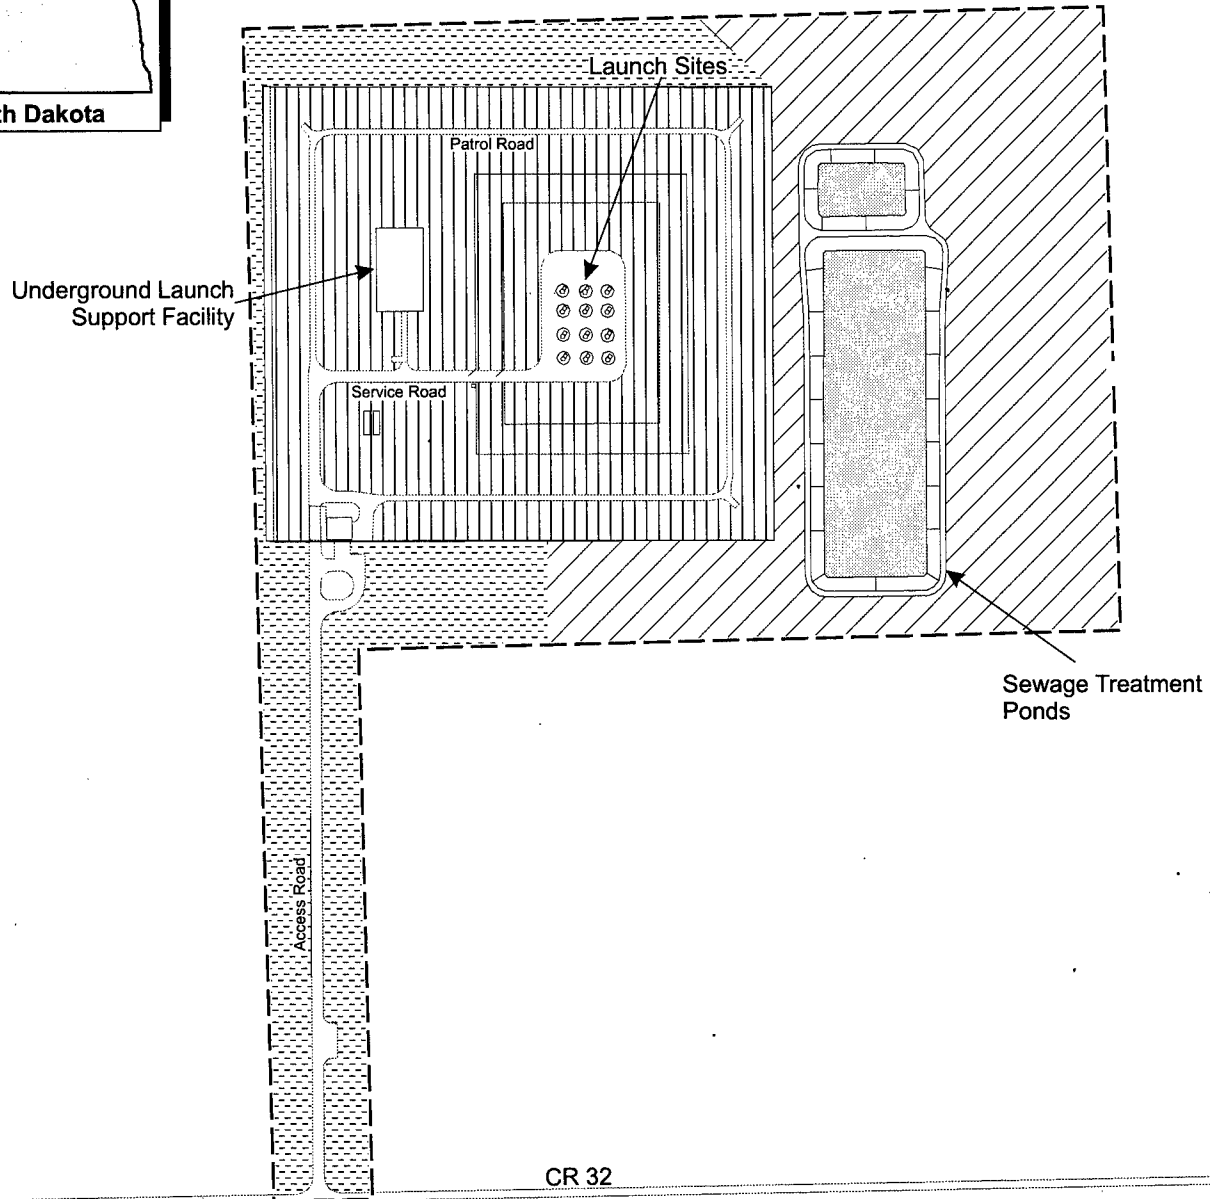 th Dakota
Launch Sites
Patrol Road
Underground Launch
Support Facility
Service Road
Sewage Treatment
Ponds
Access Road
CR 32